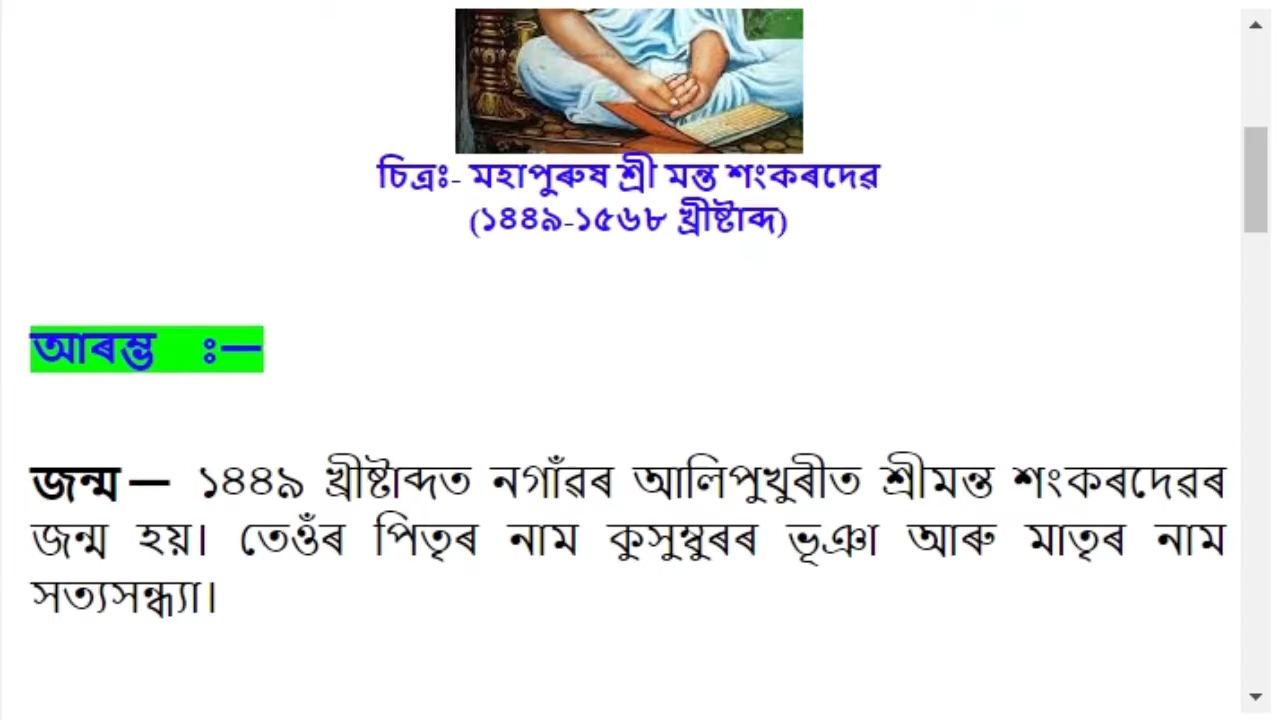 চিত্ৰঃ- মহাপুৰুষ শ্ৰী মন্ত শংকৰদেৱ
(১৪৪৯-১৫৬৮ খ্ৰীষ্টাব্দ)
আৰম্ভ ঃ—
জন্ম— ১৪৪৯ খ্ৰীষ্টাব্দত নগাঁৱৰ আলিপুখুৰীত শ্ৰীমন্ত শংকৰদেৱৰ
জন্ম হয়। তেওঁৰ পিতৃৰ নাম কুসুম্বুৰৰ ভূঞা আৰু মাতৃৰ নাম
সত্যসন্ধ্যা।